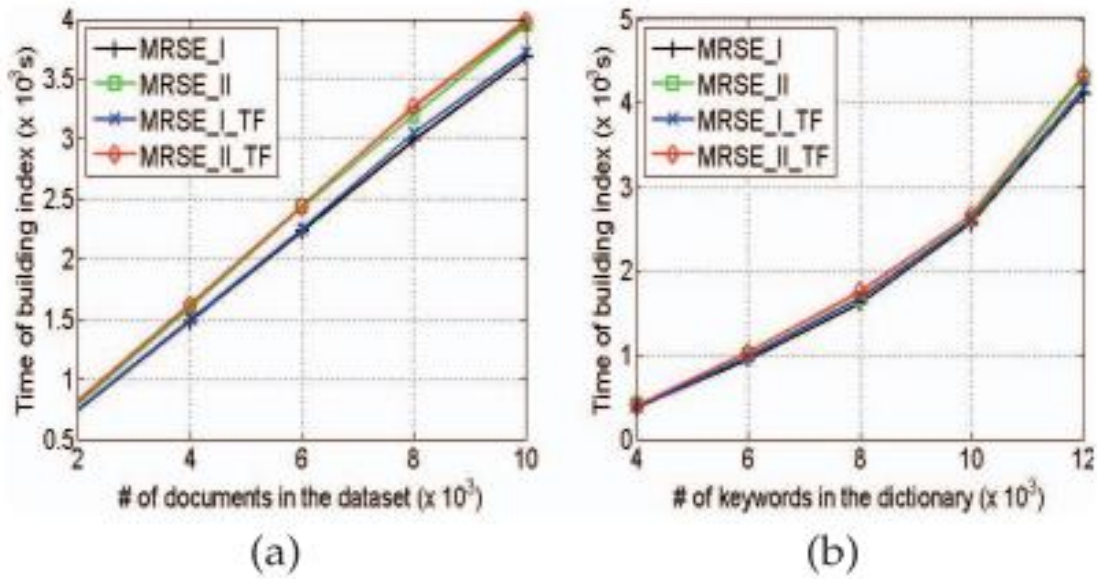 Time of building index (x 10³s)
4
3.5
3
2.5
2
1.5
1
0.5
MRSE_I
MRSE_II
MRSE_I_TF
MRSE_II_TF
2 4 6 8 10
# of documents in the dataset (x 10³)
(a)
Time of building index (x 10³s)
5
4
3
2
1
0
MRSE_I
MRSE_II
MRSE_I_TF
MRSE_II_TF
4 6 8 10 12
# of keywords in the dictionary (x 10³)
(b)